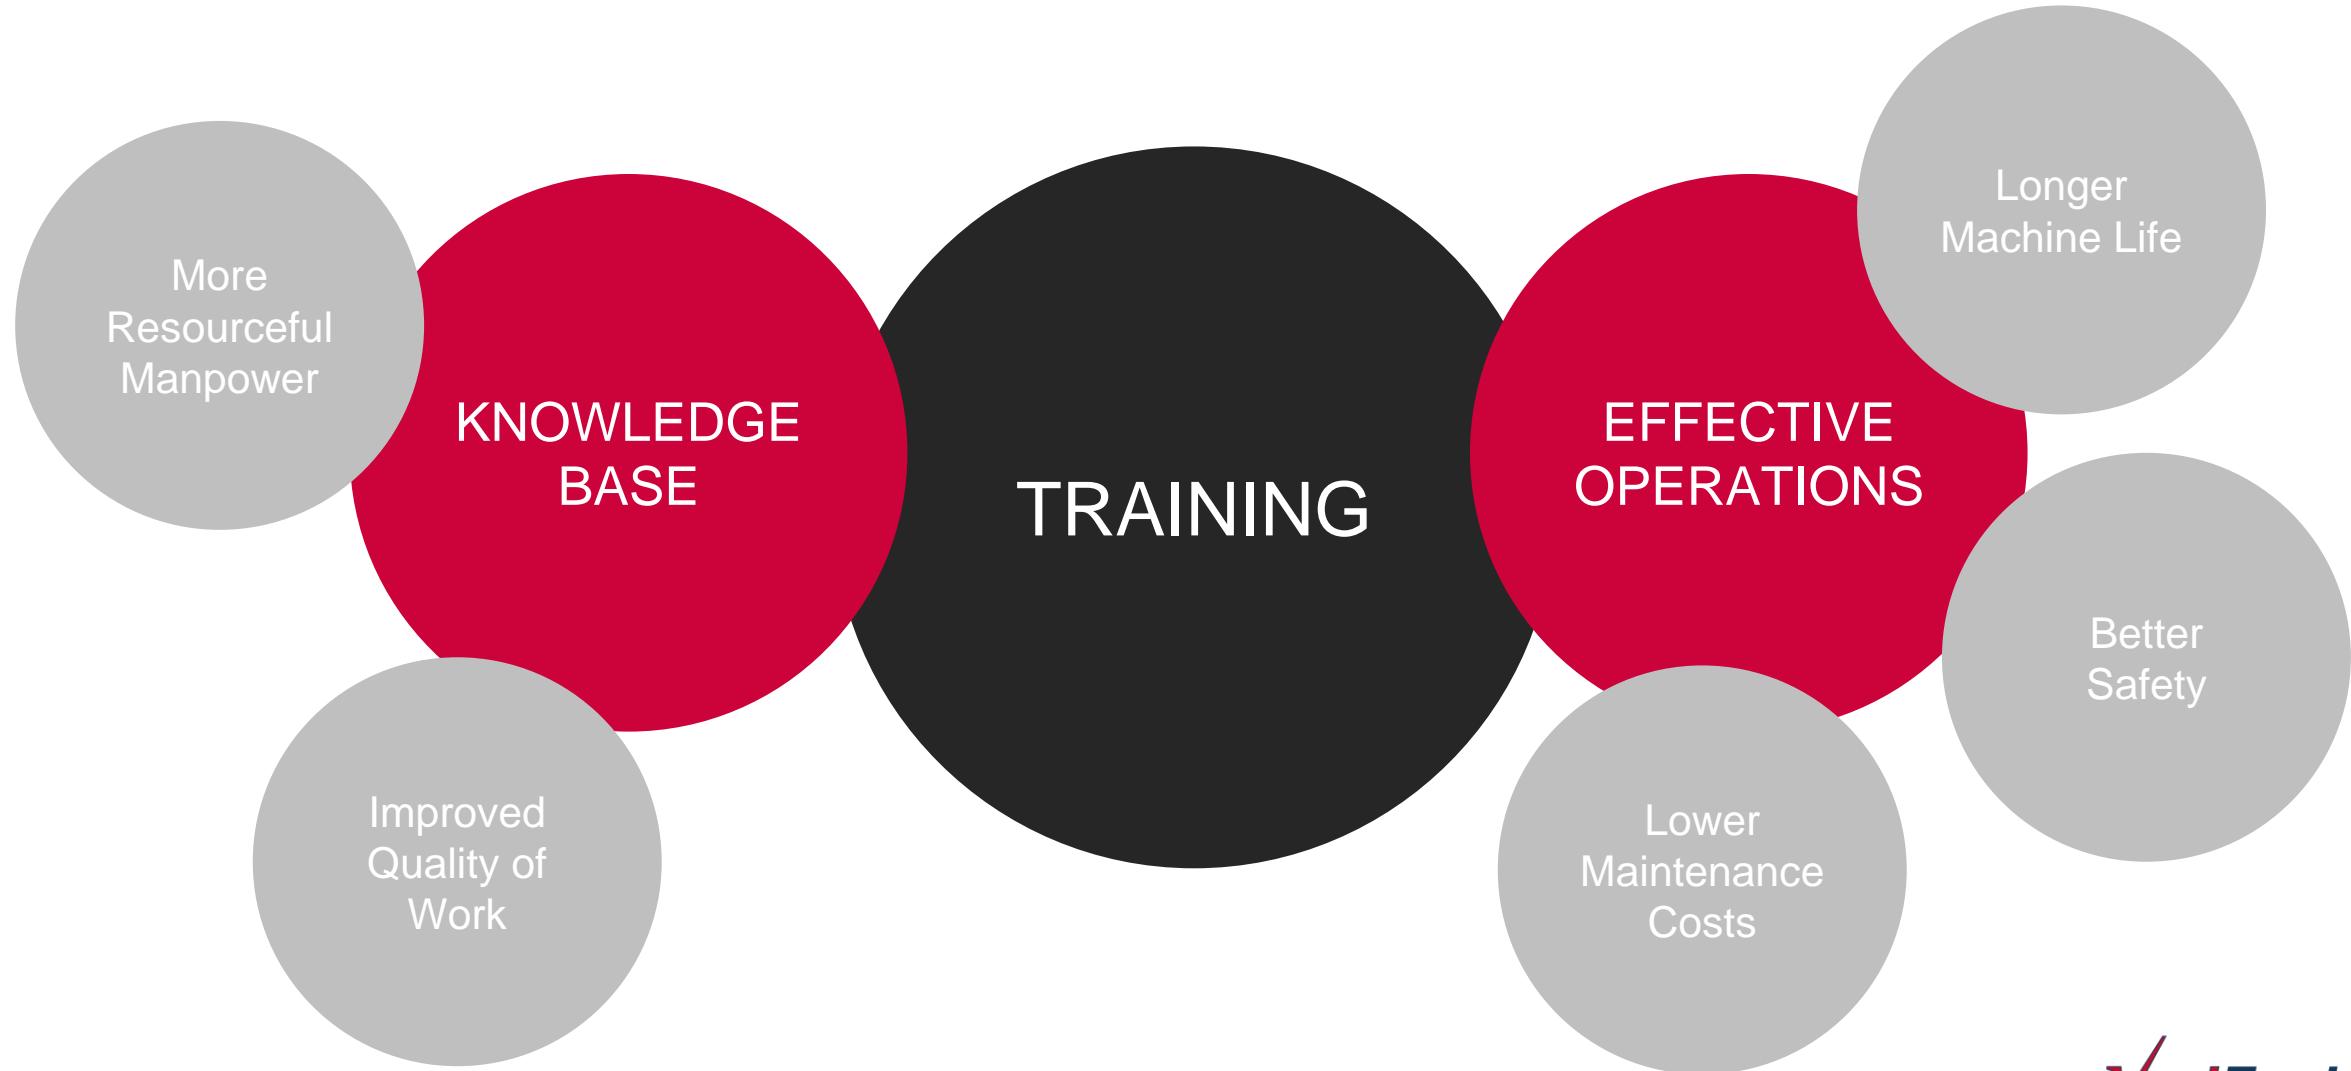 More
Resourceful
Manpower
KNOWLEDGE
BASE
Improved
Quality of
Work
TRAINING
EFFECTIVE
OPERATIONS
Longer
Machine Life
Better
Safety
Lower
Maintenance
Costs